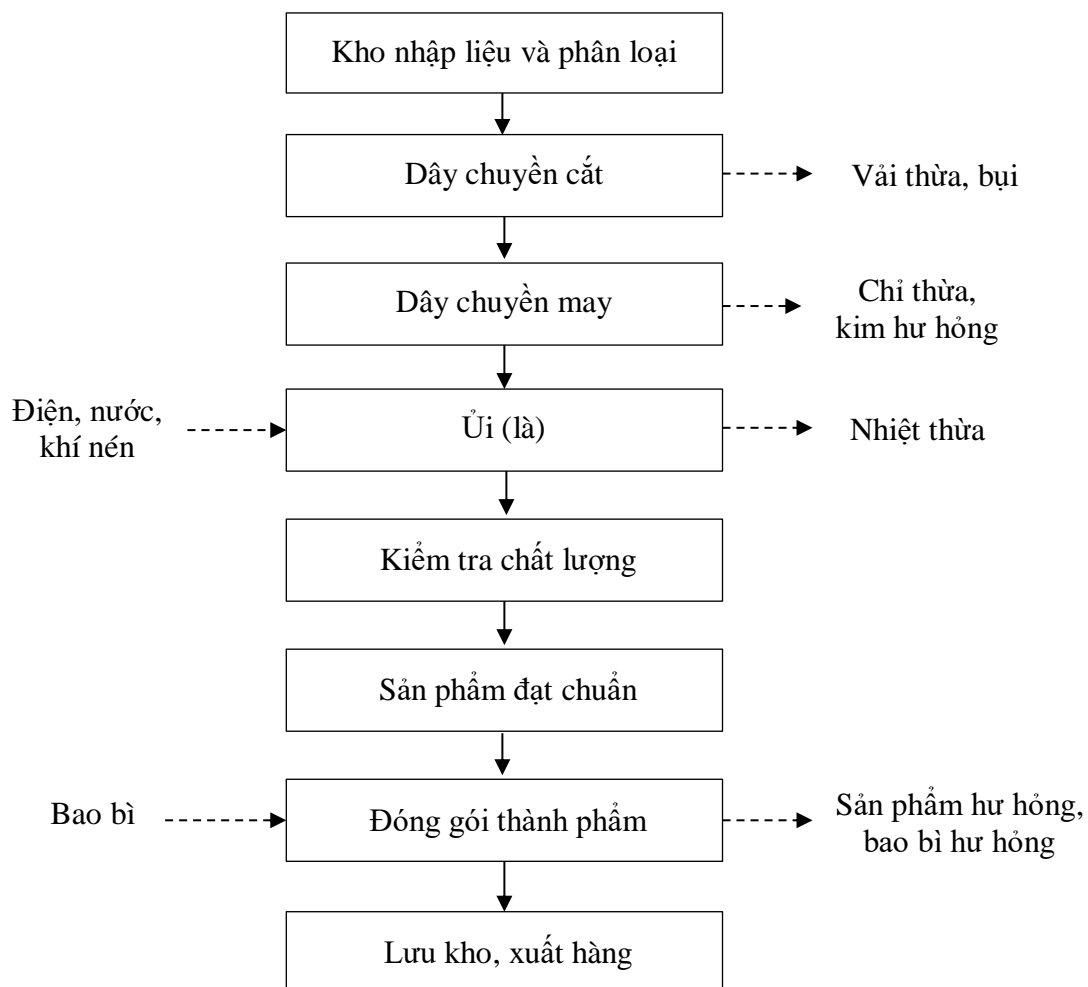 Kho nhập liệu và phân loại
Dây chuyền cắt
Vải thừa, bụi
Dây chuyền may
Chỉ thừa,
kim hư hỏng
Điện, nước,
khí nén
Ủi (là)
Nhiệt thừa
Kiểm tra chất lượng
Sản phẩm đạt chuẩn
Bao bì
Đóng gói thành phẩm
Sản phẩm hư hỏng,
bao bì hư hỏng
Lưu kho, xuất hàng